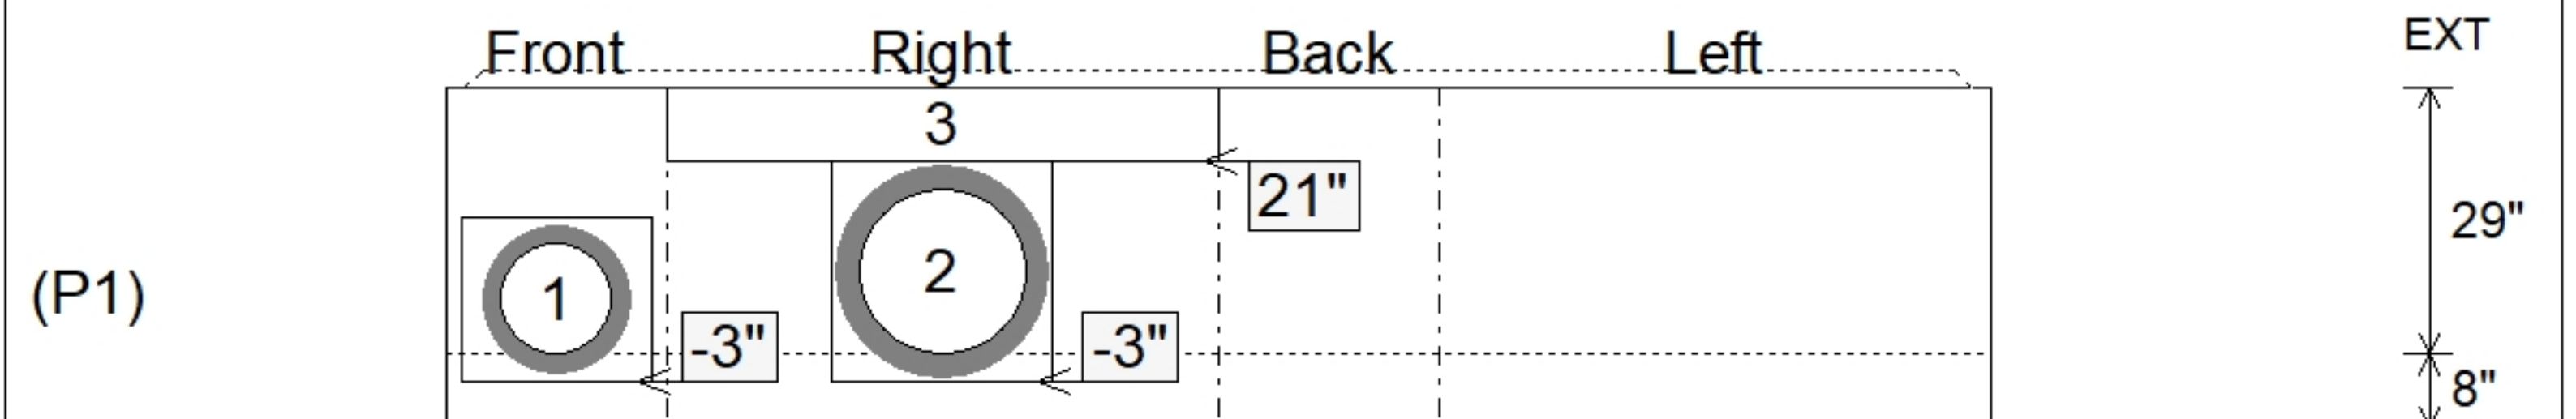 Front Right Back Left EXT
3
21"
29"
(P1) 1 2
-3" -3"
8"